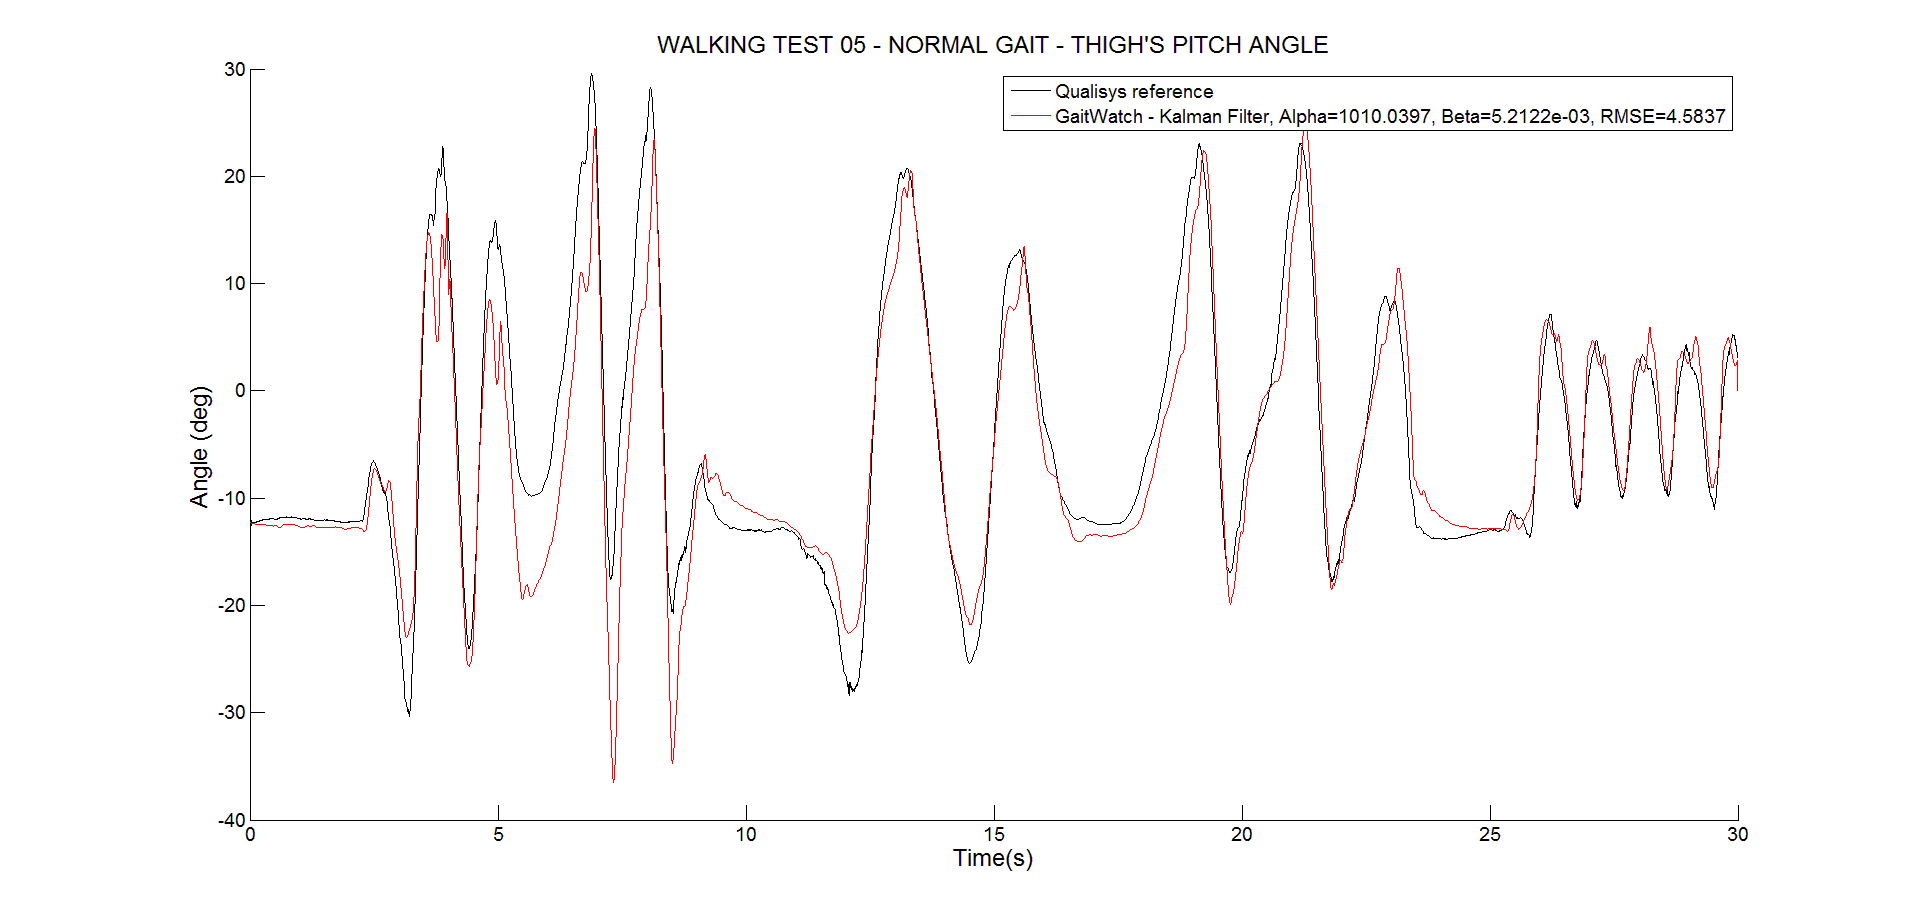 WALKING TEST 05 - NORMAL GAIT - THIGH'S PITCH ANGLE
Qualisys reference
GaitWatch - Kalman Filter, Alpha=1010.0397, Beta=5.2122e-03, RMSE=4.5837
30
20
10
0
-10
-20
-30
-40
Angle (deg)
0 5 10 15 20 25 30
Time(s)